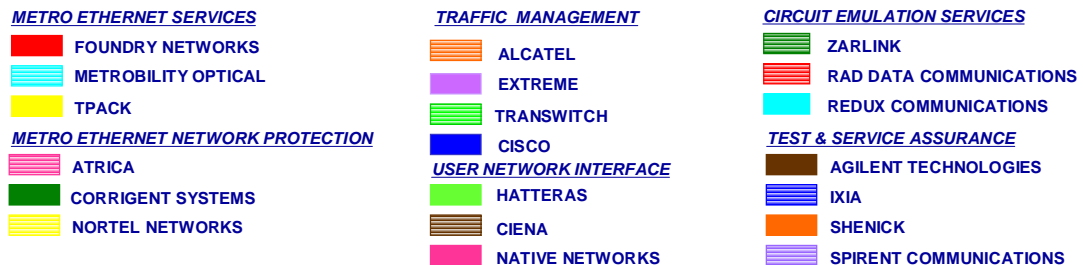 METRO ETHERNET SERVICES
FOUNDRY NETWORKS
METROBILITY OPTICAL
TPACK
METRO ETHERNET NETWORK PROTECTION
ATRICA
CORRIGENT SYSTEMS
NORTEL NETWORKS
TRAFFIC MANAGEMENT
ALCATEL
EXTREME
TRANSWITCH
CISCO
USER NETWORK INTERFACE
HATTERAS
CIENA
NATIVE NETWORKS
CIRCUIT EMULATION SERVICES
ZARLINK
RAD DATA COMMUNICATIONS
REDUX COMMUNICATIONS
TEST & SERVICE ASSURANCE
AGILENT TECHNOLOGIES
IXIA
SHENICK
SPIRENT COMMUNICATIONS